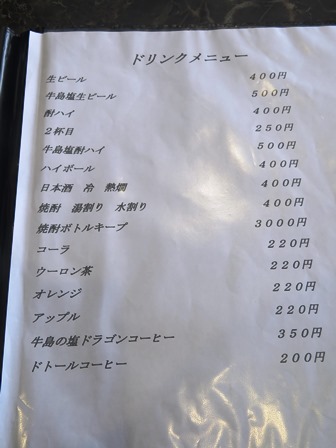 ドリンクメニュー
生ビール 400円
牛島塩生ビール 500円
酎ハイ 400円
2杯目 250円
牛島塩酎ハイ 500円
ハイボール 400円
日本酒 冷 熱燗 400円
焼酎 湯割り 水割り 400円
焼酎ボトルキープ 3000円
コーラ 220円
ウーロン茶 220円
オレンジ 220円
アップル 220円
牛島の塩ドラゴンコーヒー 350円
ドトールコーヒー 200円